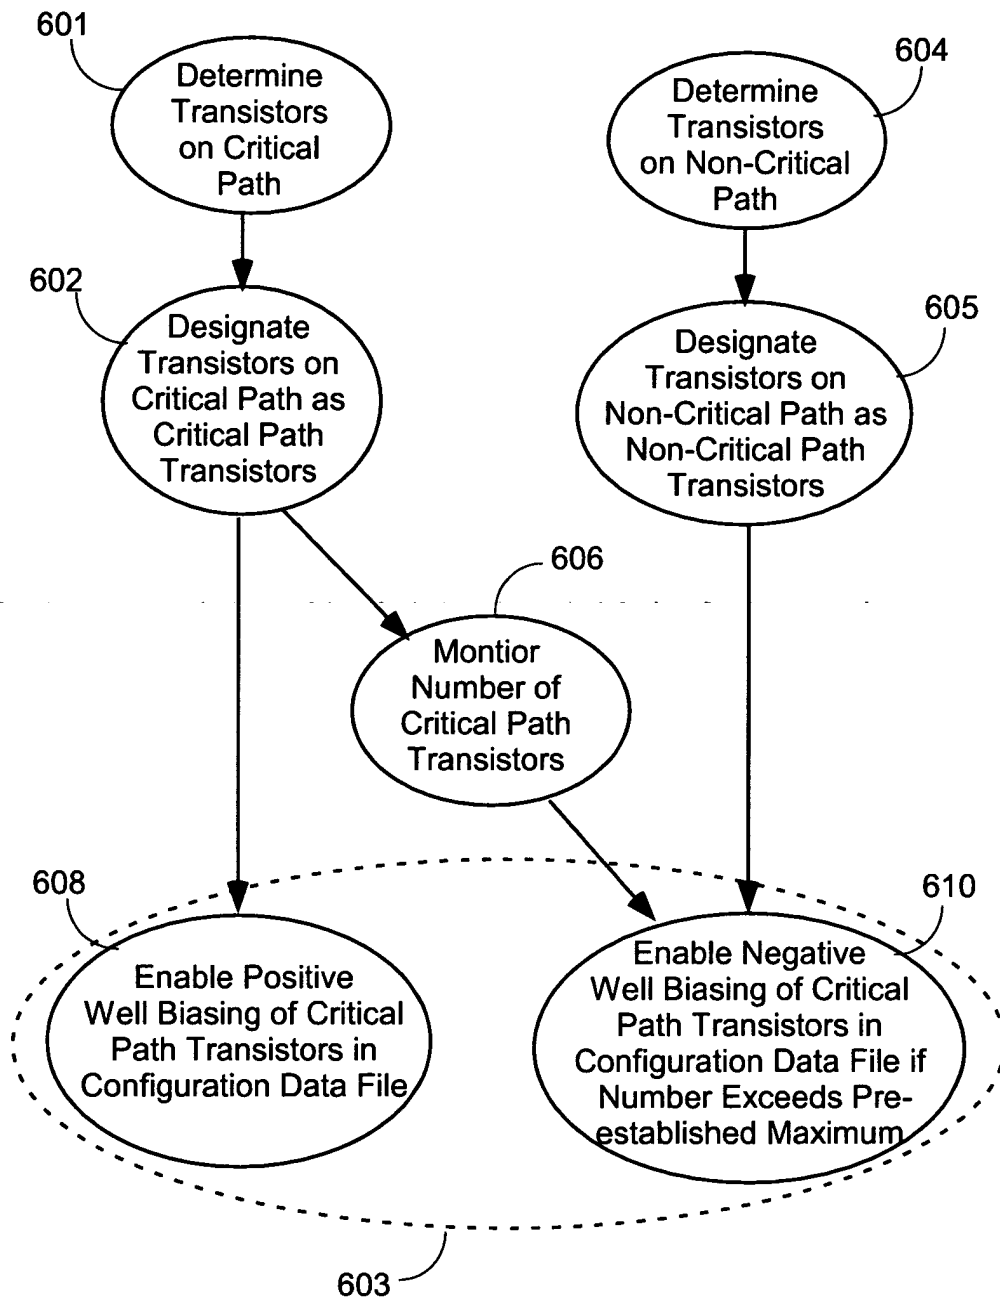 601
Determine
Transistors
on Critical
Path
604
Determine
Transistors
on Non-Critical
Path
602
Designate
Transistors on
Critical Path as
Critical Path
Transistors
605
Designate
Transistors on
Non-Critical Path as
Non-Critical Path
Transistors
606
Montior
Number of
Critical Path
Transistors
608
Enable Positive
Well Biasing of Critical
Path Transistors in
Configuration Data File
610
Enable Negative
Well Biasing of Critical
Path Transistors in
Configuration Data File if
Number Exceeds Pre-
established Maximum
603